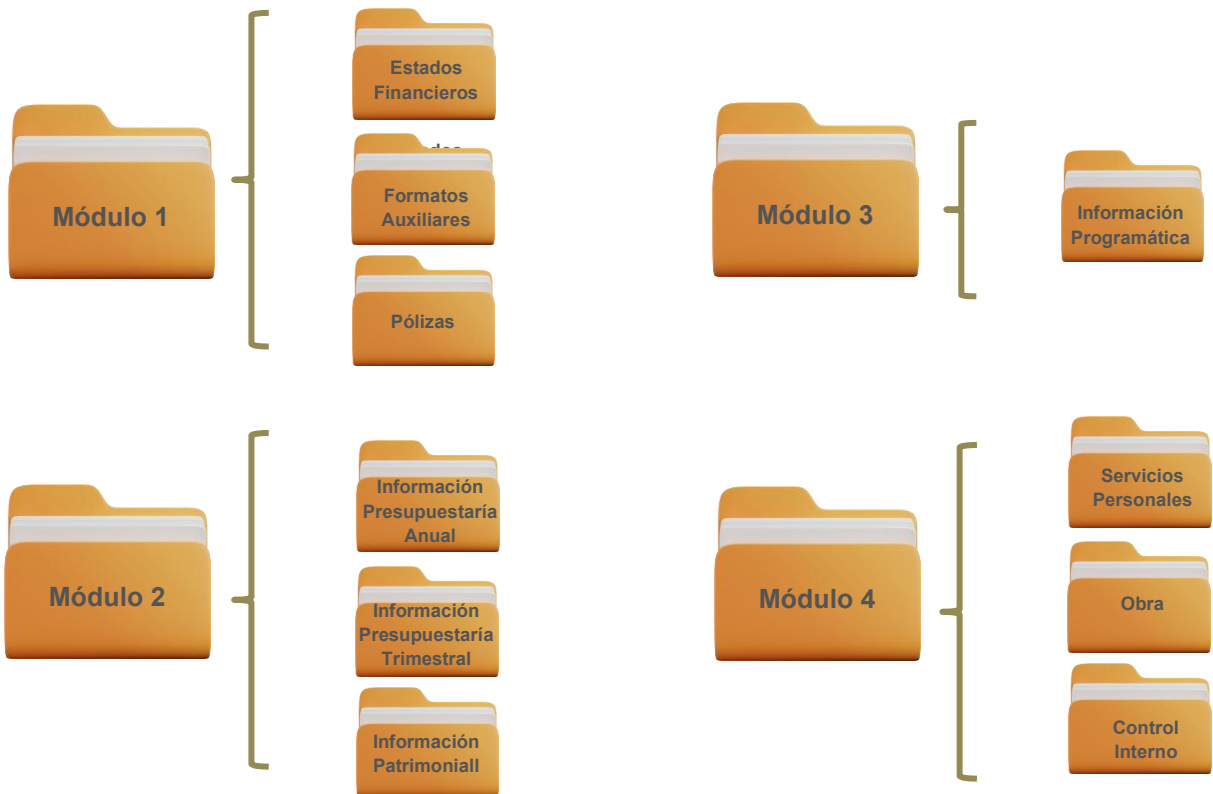 Módulo 1
Estados
Financieros
Formatos
Auxiliares
Pólizas
Módulo 3
Información
Programática
Módulo 2
Información
Presupuestaría
Anual
Información
Presupuestaría
Trimestral
Información
Patrimoniall
Módulo 4
Servicios
Personales
Obra
Control
Interno